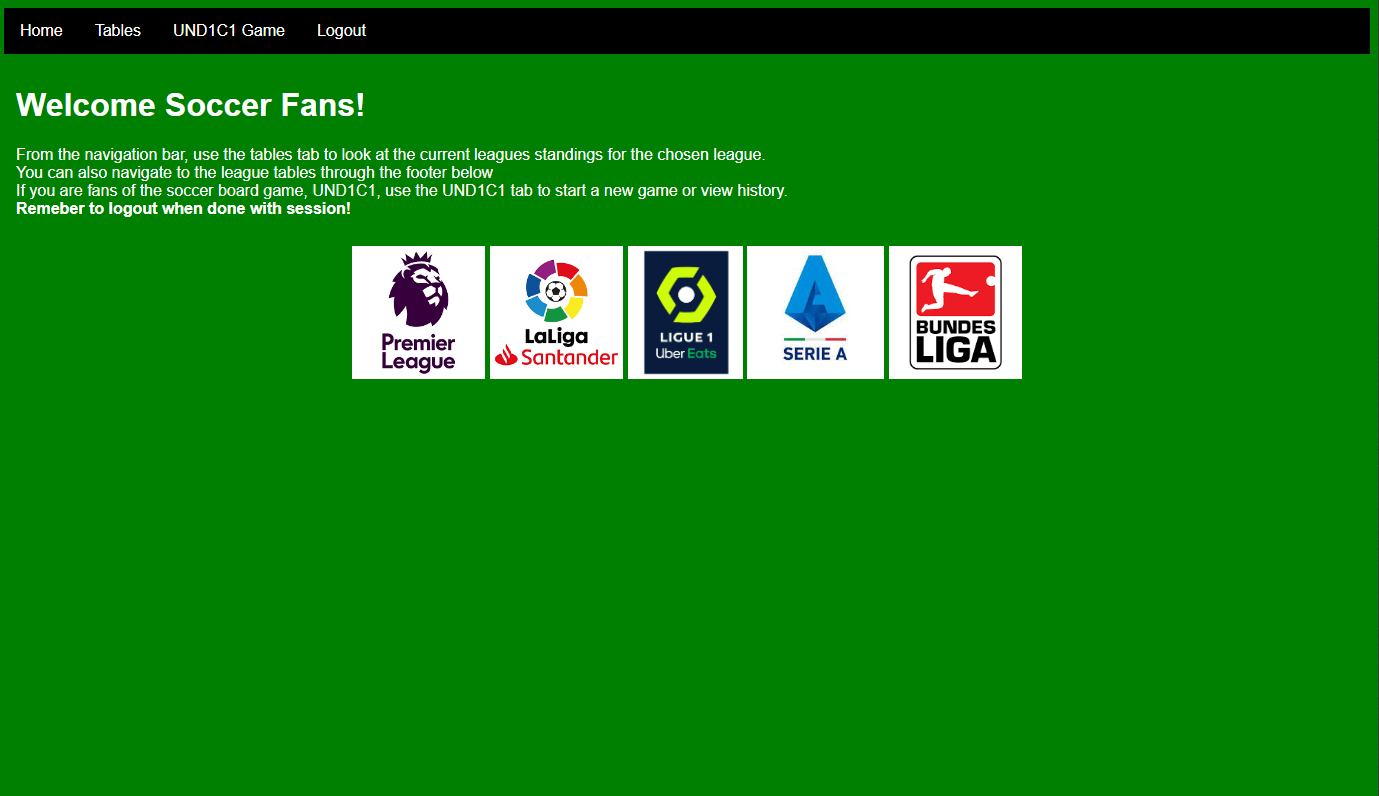 Home Tables UND1C1 Game Logout
Welcome Soccer Fans!
From the navigation bar, use the tables tab to look at the current leagues standings for the chosen league.
You can also navigate to the league tables through the footer below
If you are fans of the soccer board game, UND1C1, use the UND1C1 tab to start a new game or view history.
Remeber to logout when done with session!
Premier
League
LaLiga
Santander
LIGUE 1
Uber Eats
SERIE A
BUNDES
LIGA